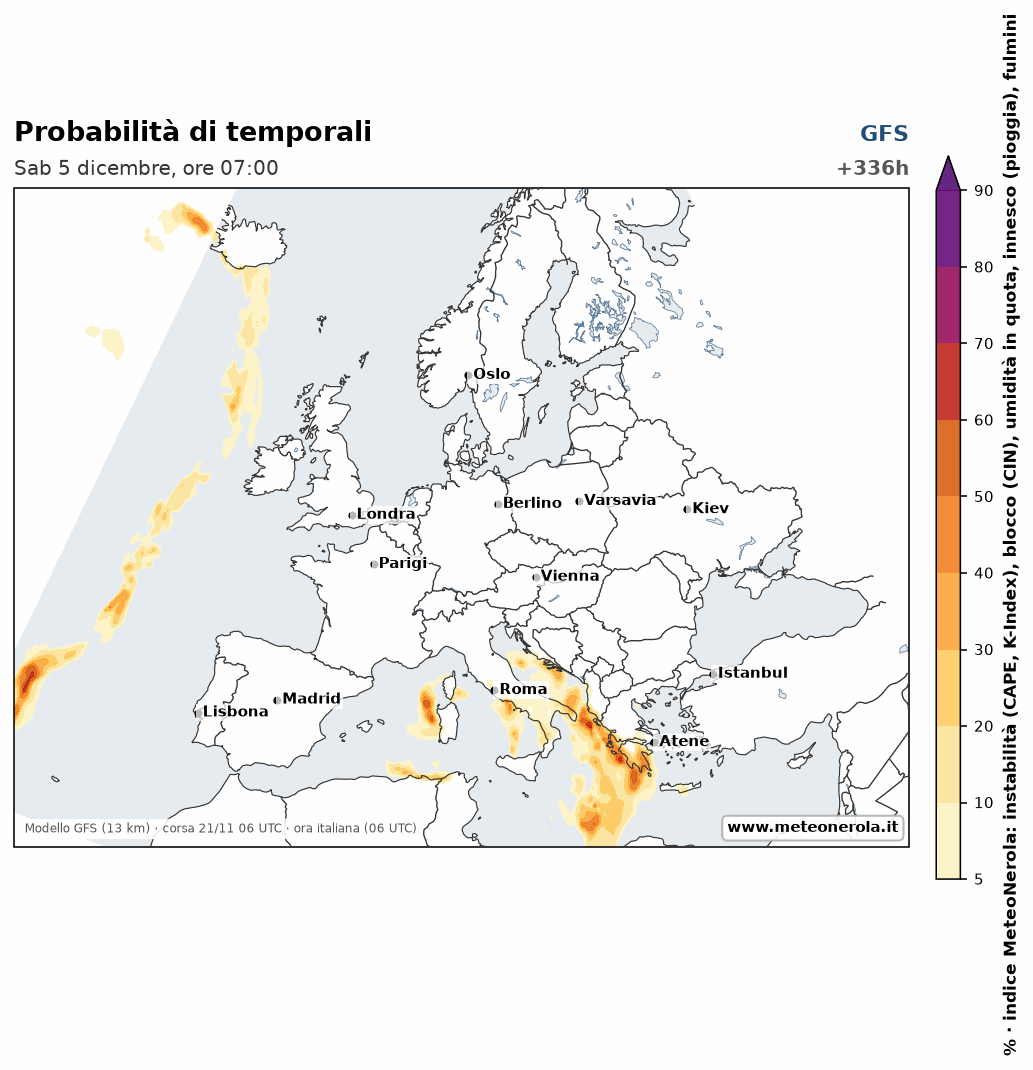 Probabilità di temporali
GFS
Sab 5 dicembre, ore 07:00
+336h
90
80
70
60
50
40
30
20
10
5
% · indice MeteoNerola: instabilità (CAPE, K-Index), blocco (CIN), umidità in quota, innesco (pioggia), fulmini
Oslo
Berlino
Varsavia
Kiev
Londra
Parigi
Vienna
Istanbul
Roma
Madrid
Lisbona
Atene
Modello GFS (13 km) · corsa 21/11 06 UTC · ora italiana (06 UTC)
www.meteonerola.it